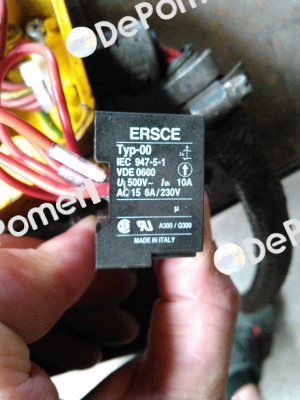 DePomen
ERSCE
Typ-00
IEC 947-5-1
VDE 0660
Ui 500V~ Ith 10A
AC 15 6A/230V
µ
A300 / Q300
MADE IN ITALY
DePom